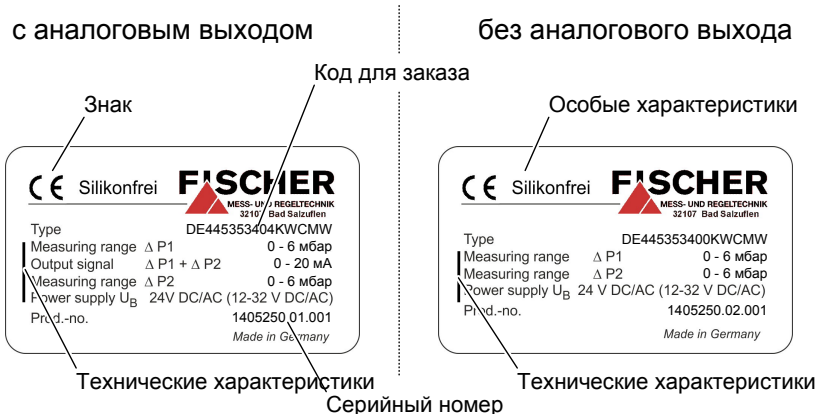 с аналоговым выходом
без аналогового выхода
Код для заказа
Знак
Особые характеристики
CE Silikonfrei FISCHER
MESS- UND REGELTECHNIK
32107 Bad Salzuflen
Type DE445353404KWCMW
Measuring range Δ P1 0 - 6 мбар
Output signal Δ P1 + Δ P2 0 - 20 мА
Measuring range Δ P2 0 - 6 мбар
Power supply UB 24V DC/AC (12-32 V DC/AC)
Prod.-no. 1405250.01.001
Made in Germany
CE Silikonfrei FISCHER
MESS- UND REGELTECHNIK
32107 Bad Salzuflen
Type DE445353400KWCMW
Measuring range Δ P1 0 - 6 мбар
Measuring range Δ P2 0 - 6 мбар
Power supply UB 24 V DC/AC (12-32 V DC/AC)
Prod.-no. 1405250.02.001
Made in Germany
Технические характеристики
Технические характеристики
Серийный номер